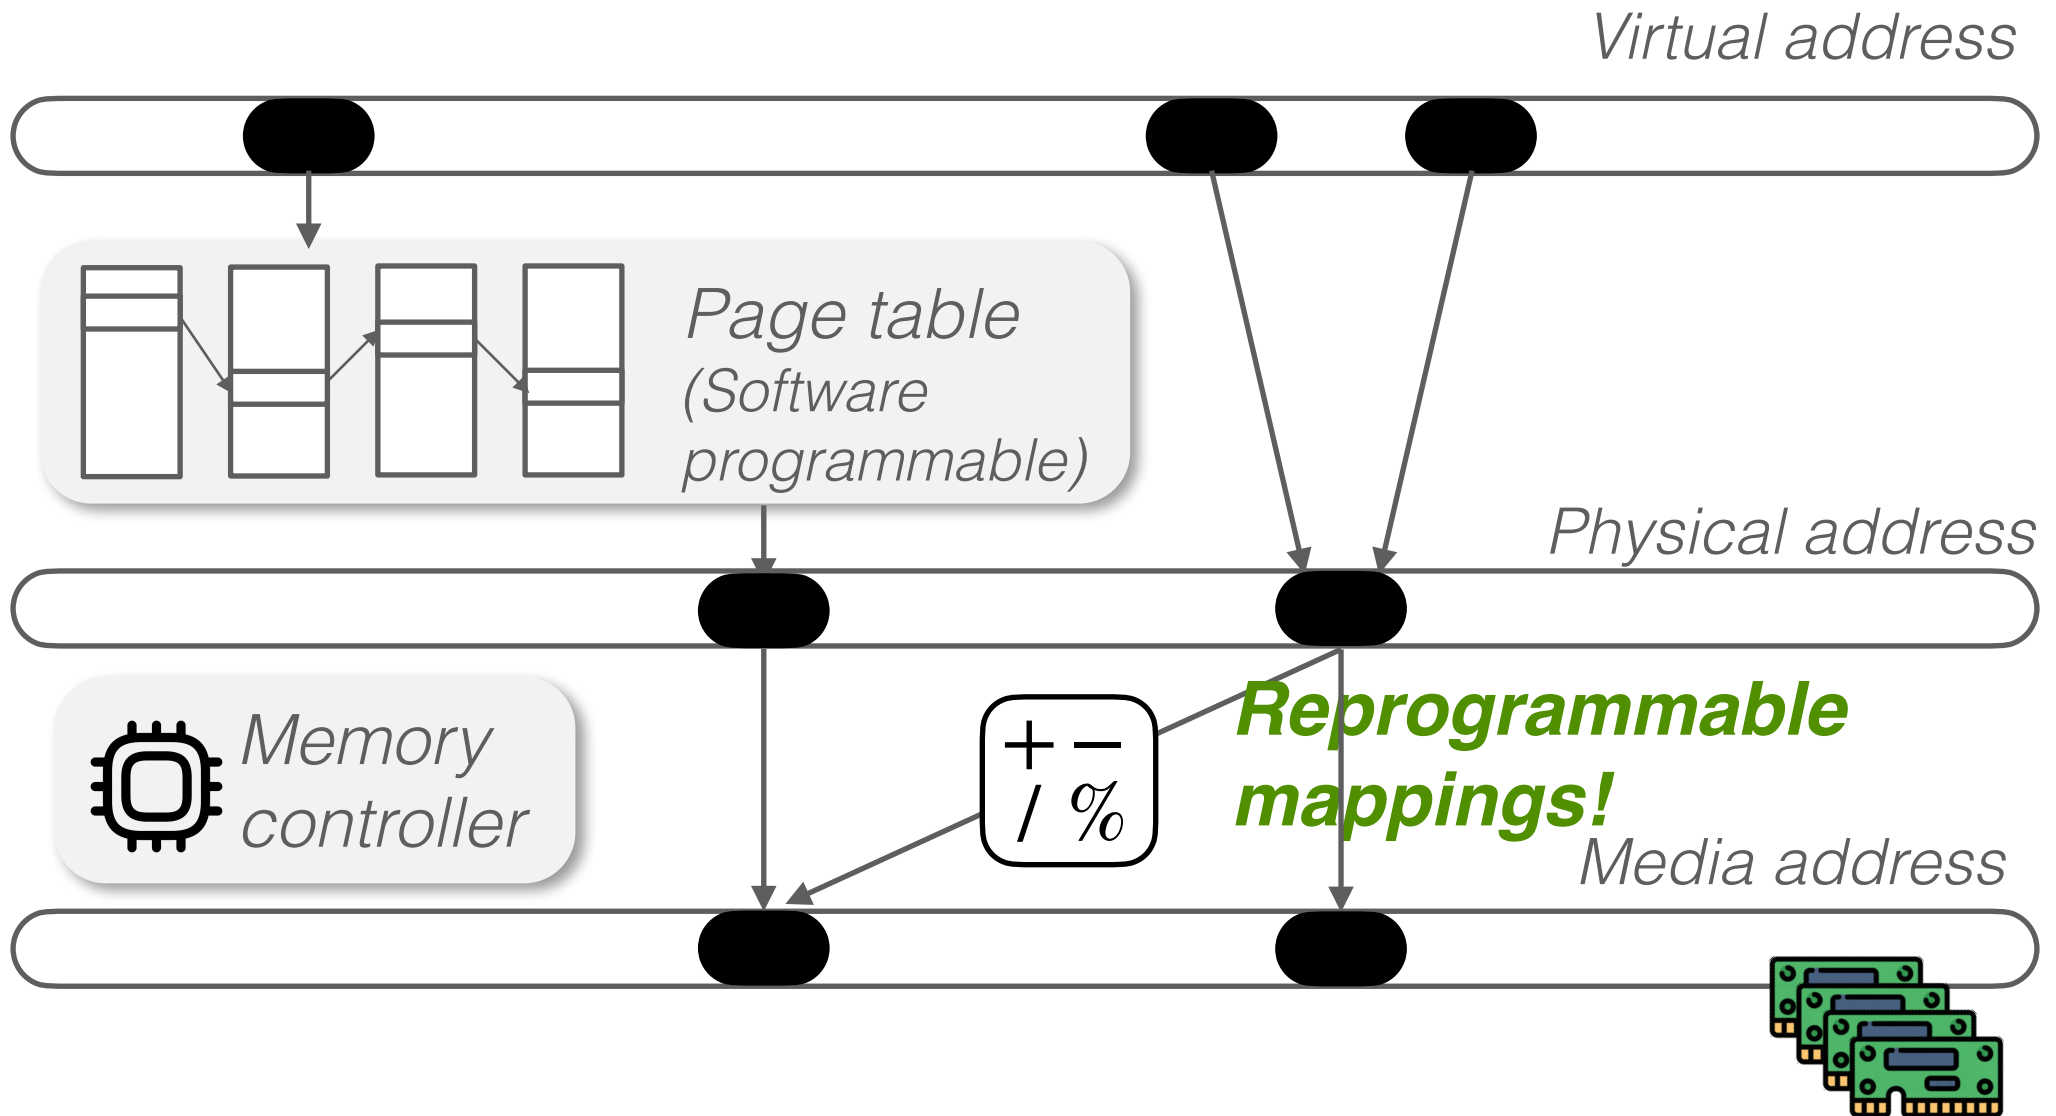 Virtual address
Page table
(Software
programmable)
Physical address
Memory
controller
+ −
/ %
Reprogrammable
mappings!
Media address